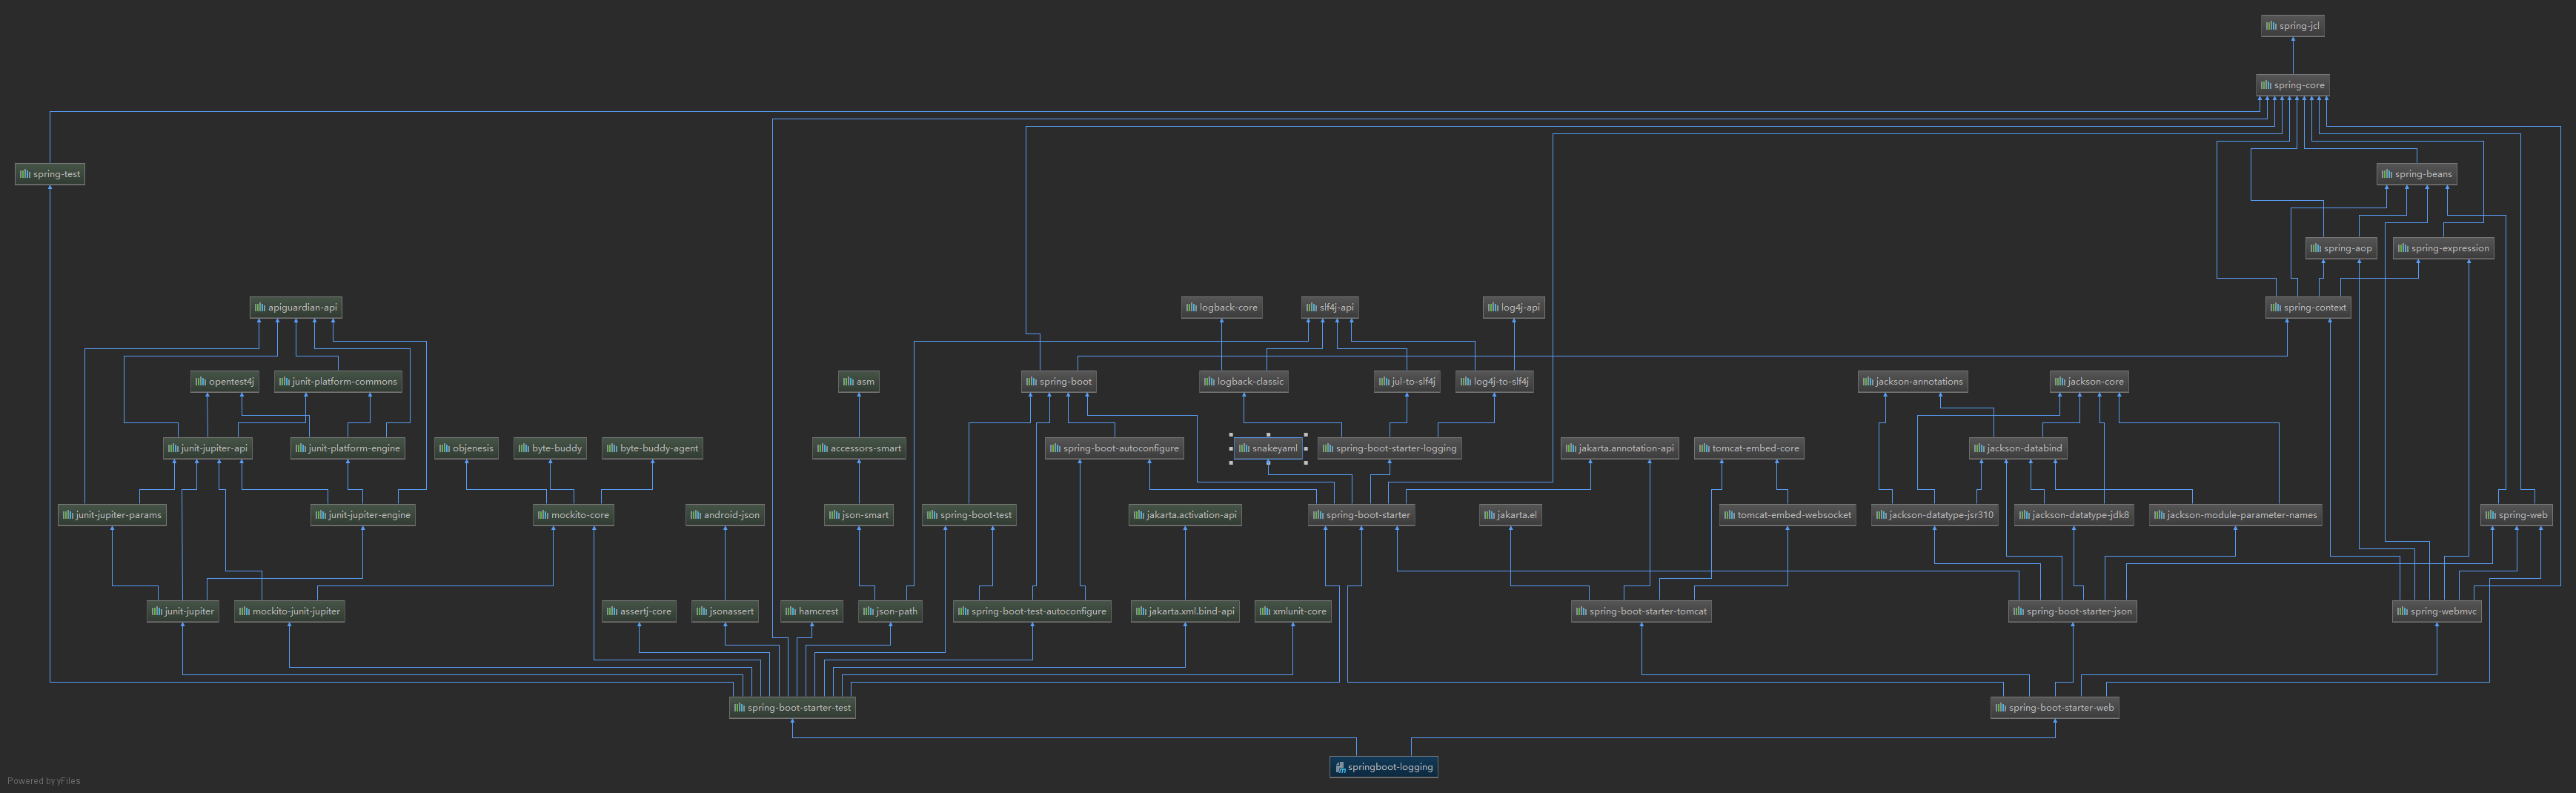 spring-jcl
spring-core
spring-test
spring-beans
spring-aop
spring-expression
apiguardian-api
logback-core
slf4j-api
log4j-api
spring-context
opentest4j
junit-platform-commons
asm
spring-boot
logback-classic
jul-to-slf4j
log4j-to-slf4j
jackson-annotations
jackson-core
junit-jupiter-api
junit-platform-engine
objenesis
byte-buddy
byte-buddy-agent
accessors-smart
spring-boot-autoconfigure
snakeyaml
spring-boot-starter-logging
jakarta.annotation-api
tomcat-embed-core
jackson-databind
junit-jupiter-params
junit-jupiter-engine
mockito-core
android-json
json-smart
spring-boot-test
jakarta.activation-api
spring-boot-starter
jakarta.el
tomcat-embed-websocket
jackson-datatype-jsr310
jackson-datatype-jdk8
jackson-module-parameter-names
spring-web
junit-jupiter
mockito-junit-jupiter
assertj-core
jsonassert
hamcrest
json-path
spring-boot-test-autoconfigure
jakarta.xml.bind-api
xmlunit-core
spring-boot-starter-tomcat
spring-boot-starter-json
spring-webmvc
spring-boot-starter-test
spring-boot-starter-web
springboot-logging
Powered by yFiles